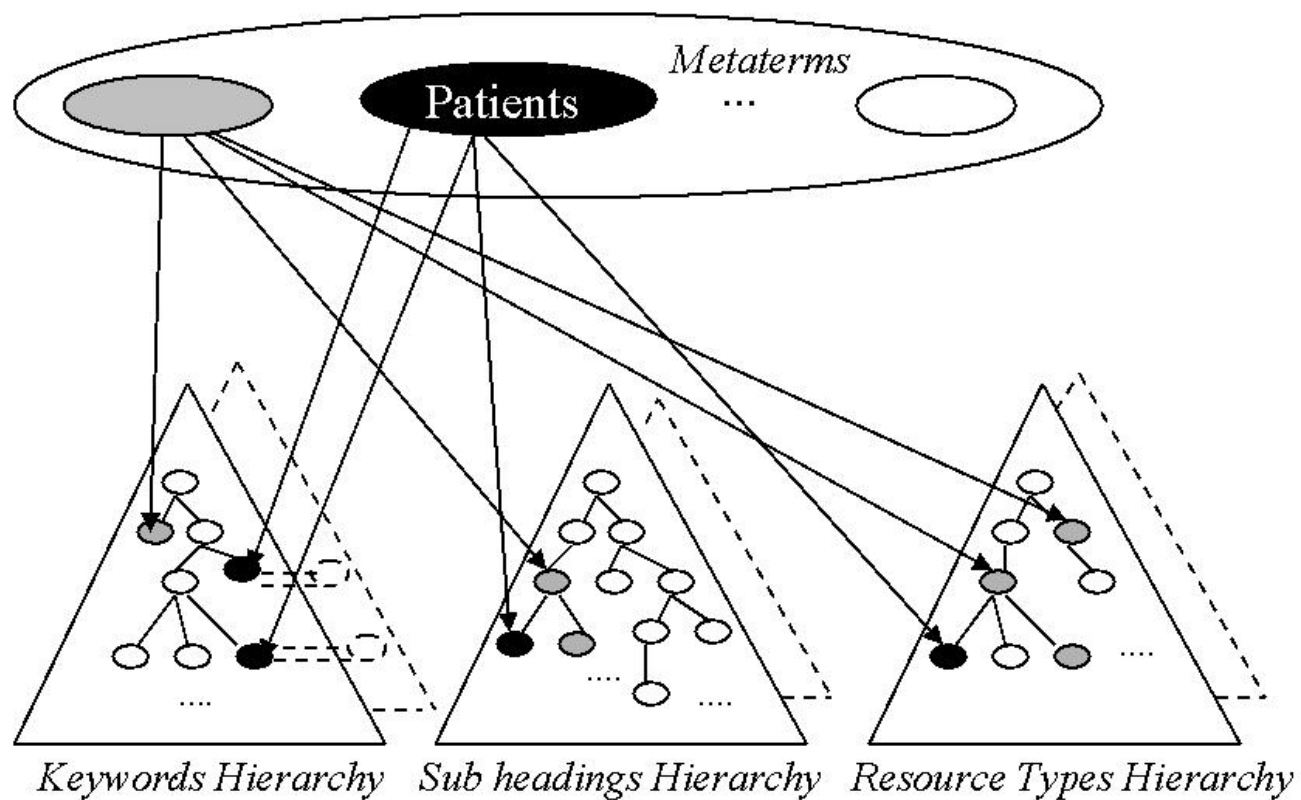 Metaterms
Patients
...
....
....
....
....
Keywords Hierarchy
Sub headings Hierarchy
Resource Types Hierarchy